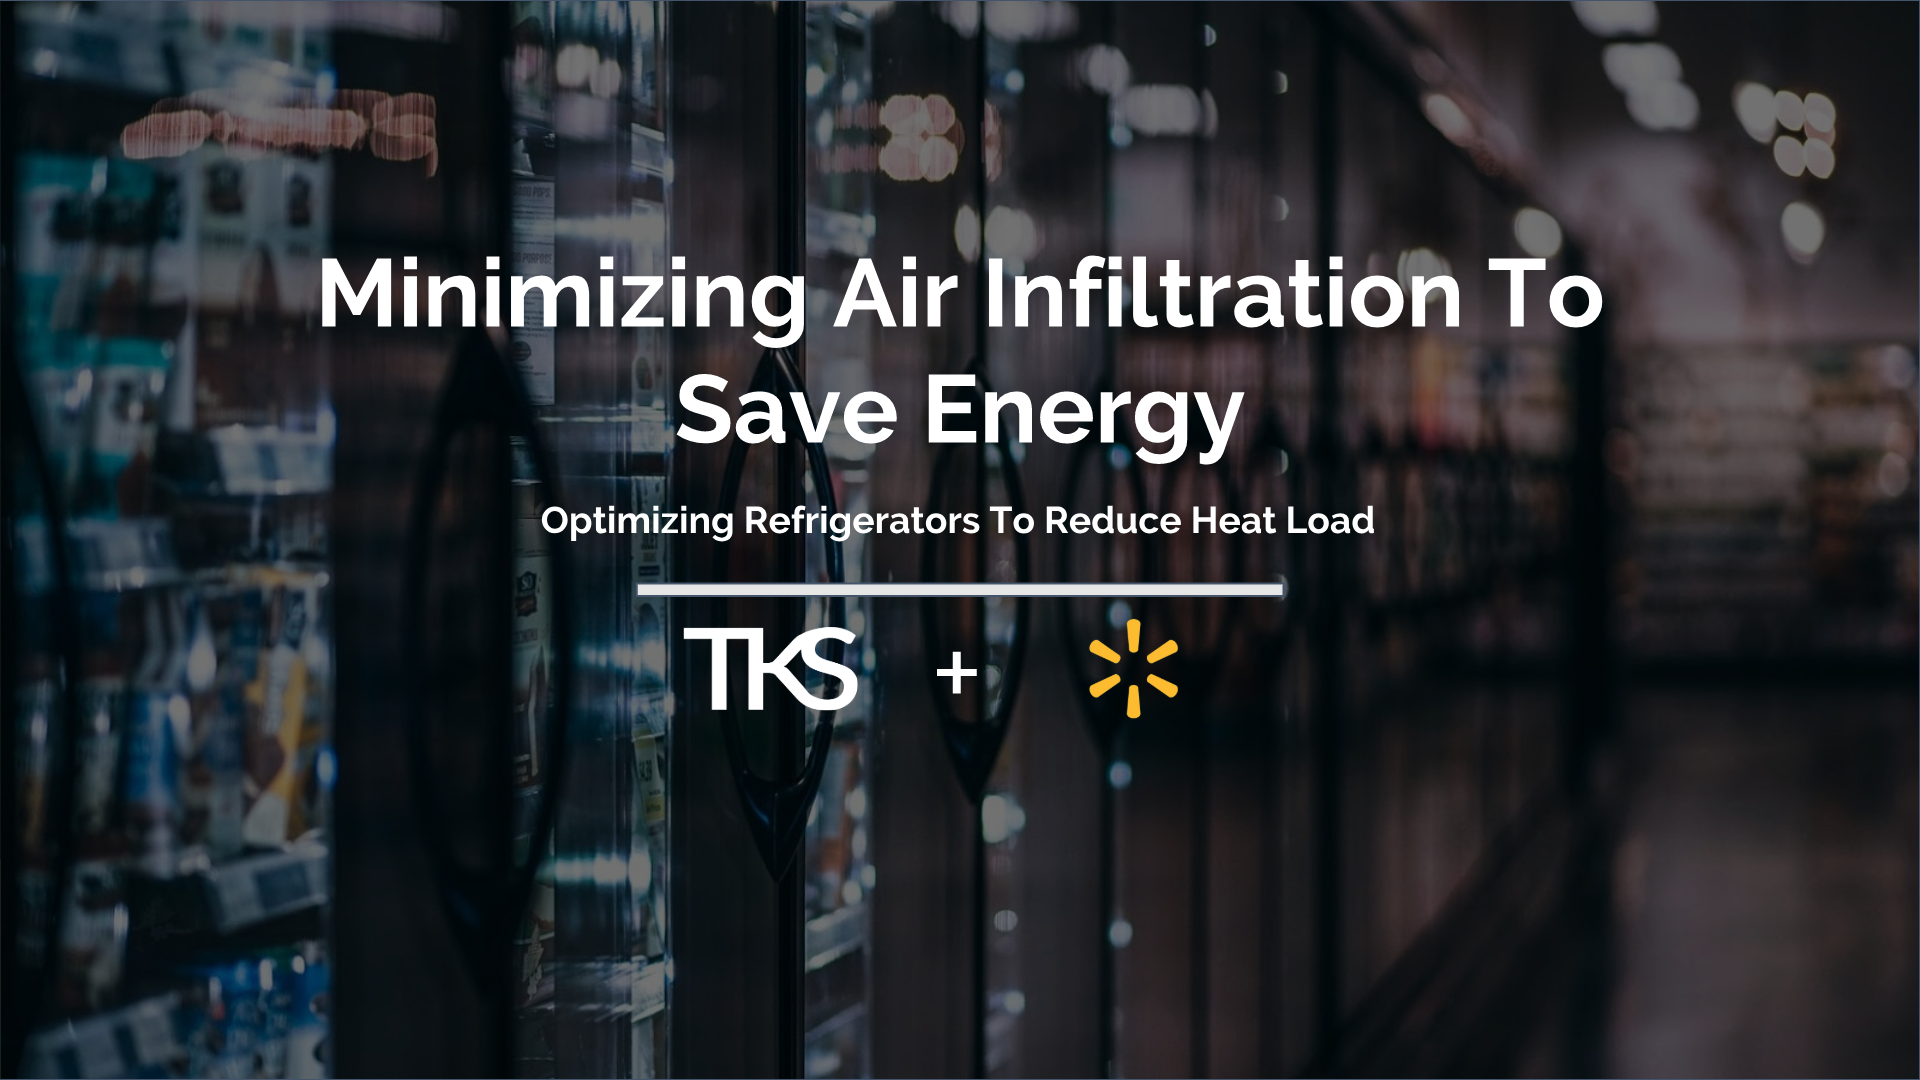 Minimizing Air Infiltration To
Save Energy
Optimizing Refrigerators To Reduce Heat Load
TKS +